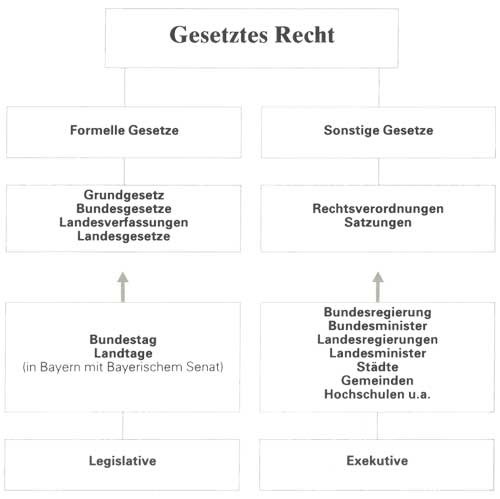 Gesetztes Recht
Formelle Gesetze
Sonstige Gesetze
Grundgesetz
Bundesgesetze
Landesverfassungen
Landesgesetze
Rechtsverordnungen
Satzungen
Bundestag
Landtage
(in Bayern mit Bayerischem Senat)
Bundesregierung
Bundesminister
Landesregierungen
Landesminister
Städte
Gemeinden
Hochschulen u.a.
Legislative
Exekutive